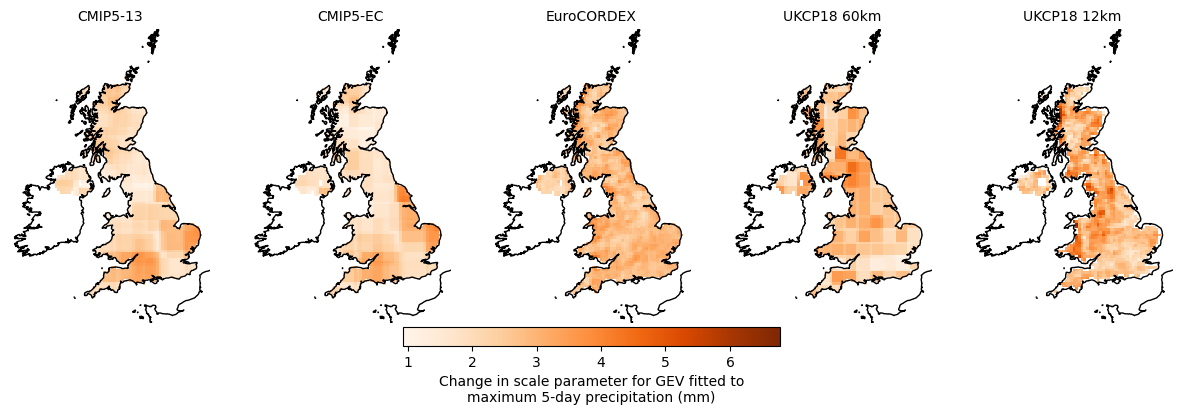 CMIP5-13
CMIP5-EC
EuroCORDEX
UKCP18 60km
UKCP18 12km
1
2
3
4
5
6
Change in scale parameter for GEV fitted to
maximum 5-day precipitation (mm)